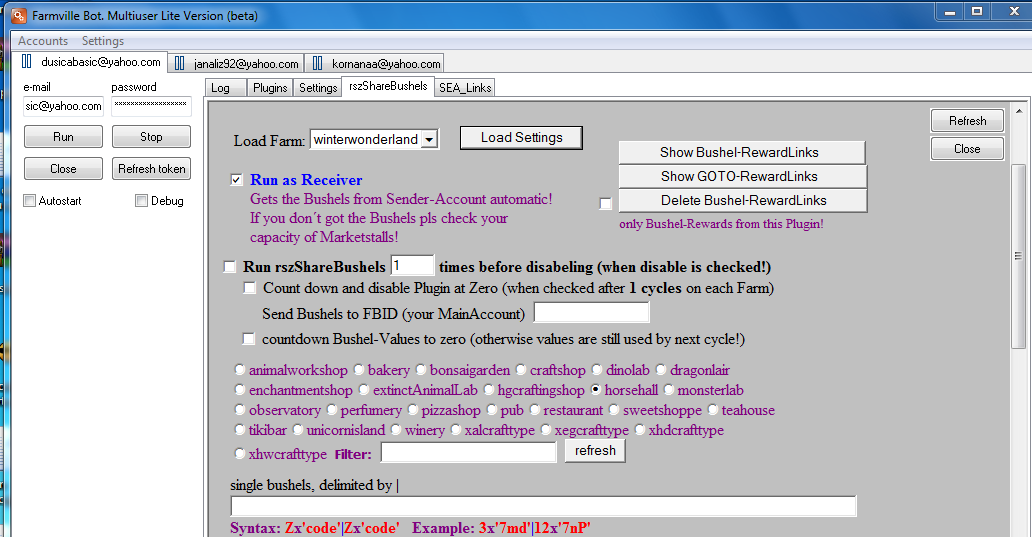 Farmville Bot. Multiuser Lite Version (beta)
Accounts Settings
dusicabasic@yahoo.com janaliz92@yahoo.com kornanaa@yahoo.com
e-mail password
sic@yahoo.com ******************
Run Stop
Close Refresh token
Autostart Debug
Log Plugins Settings rszShareBushels SEA_Links
Refresh
Close
Load Farm: winterwonderland Load Settings
Show Bushel-RewardLinks
Show GOTO-RewardLinks
Delete Bushel-RewardLinks
only Bushel-Rewards from this Plugin!
Run as Receiver
Gets the Bushels from Sender-Account automatic!
If you don´t got the Bushels pls check your
capacity of Marketstalls!
Run rszShareBushels 1 times before disabeling (when disable is checked!)
Count down and disable Plugin at Zero (when checked after 1 cycles on each Farm)
Send Bushels to FBID (your MainAccount)
countdown Bushel-Values to zero (otherwise values are still used by next cycle!)
animalworkshop bakery bonsaigarden craftshop dinolab dragonlair
enchantmentshop extinctAnimalLab hgcraftingshop horsehall monsterlab
observatory perfumery pizzashop pub restaurant sweetshoppe teahouse
tikibar unicornisland winery xalcrafttype xegcrafttype xhdcrafttype
xhwcrafttype Filter: refresh
single bushels, delimited by |
Syntax: Zx'code'|Zx'code' Example: 3x'7md'|12x'7nP'